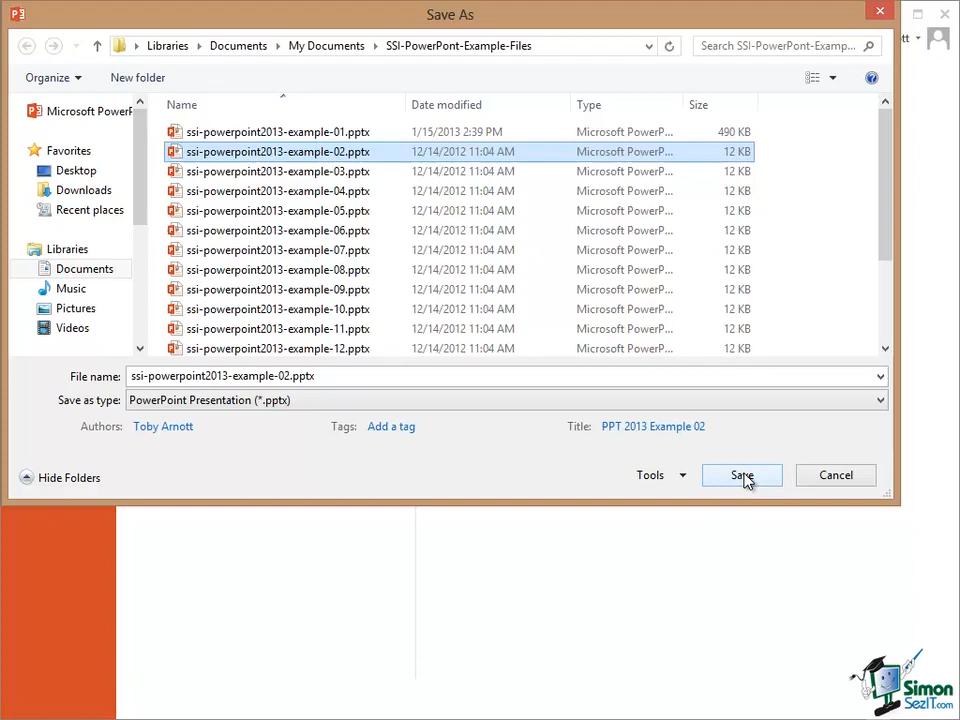 Save As
Libraries Documents My Documents SSI-PowerPont-Example-Files
Search SSI-PowerPont-Examp...
tt
Organize New folder
Name Date modified Type Size
Microsoft PowerP
Favorites
Desktop
Downloads
Recent places
Libraries
Documents
Music
Pictures
Videos
ssi-powerpoint2013-example-01.pptx 1/15/2013 2:39 PM Microsoft PowerP... 490 KB
ssi-powerpoint2013-example-02.pptx 12/14/2012 11:04 AM Microsoft PowerP... 12 KB
ssi-powerpoint2013-example-03.pptx 12/14/2012 11:04 AM Microsoft PowerP... 12 KB
ssi-powerpoint2013-example-04.pptx 12/14/2012 11:04 AM Microsoft PowerP... 12 KB
ssi-powerpoint2013-example-05.pptx 12/14/2012 11:04 AM Microsoft PowerP... 12 KB
ssi-powerpoint2013-example-06.pptx 12/14/2012 11:04 AM Microsoft PowerP... 12 KB
ssi-powerpoint2013-example-07.pptx 12/14/2012 11:04 AM Microsoft PowerP... 12 KB
ssi-powerpoint2013-example-08.pptx 12/14/2012 11:04 AM Microsoft PowerP... 12 KB
ssi-powerpoint2013-example-09.pptx 12/14/2012 11:04 AM Microsoft PowerP... 12 KB
ssi-powerpoint2013-example-10.pptx 12/14/2012 11:04 AM Microsoft PowerP... 12 KB
ssi-powerpoint2013-example-11.pptx 12/14/2012 11:04 AM Microsoft PowerP... 12 KB
ssi-powerpoint2013-example-12.pptx 12/14/2012 11:04 AM Microsoft PowerP... 12 KB
File name: ssi-powerpoint2013-example-02.pptx
Save as type: PowerPoint Presentation (*.pptx)
Authors: Toby Arnott Tags: Add a tag Title: PPT 2013 Example 02
Hide Folders Tools Save Cancel
Simon
SezIT.com